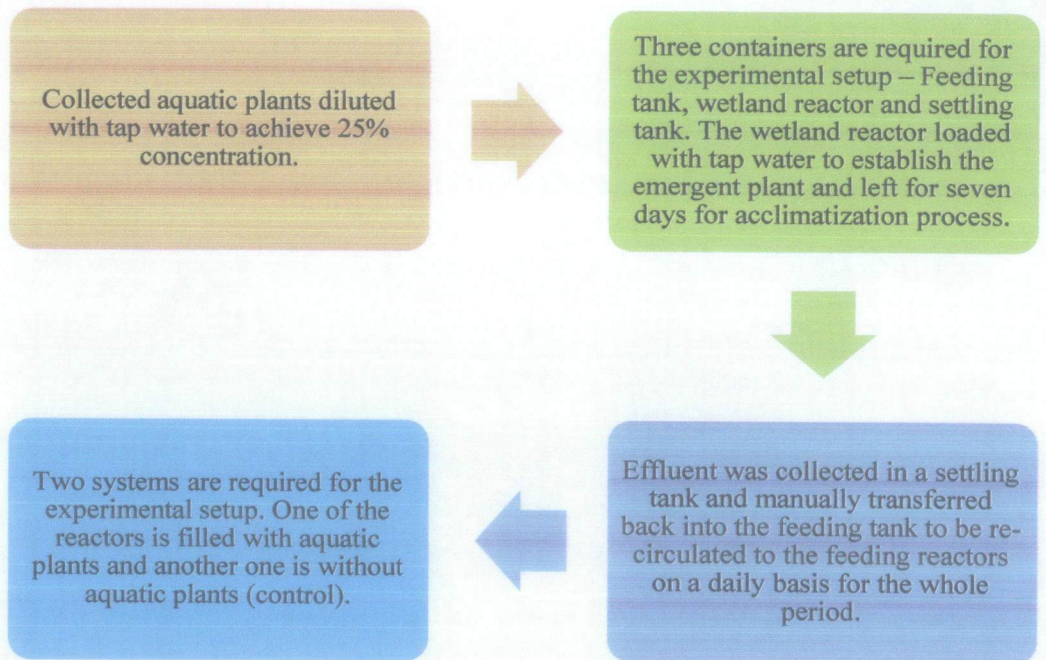 Collected aquatic plants diluted
with tap water to achieve 25%
concentration.
Three containers are required for
the experimental setup – Feeding
tank, wetland reactor and settling
tank. The wetland reactor loaded
with tap water to establish the
emergent plant and left for seven
days for acclimatization process.
Effluent was collected in a settling
tank and manually transferred
back into the feeding tank to be re-
circulated to the feeding reactors
on a daily basis for the whole
period.
Two systems are required for the
experimental setup. One of the
reactors is filled with aquatic
plants and another one is without
aquatic plants (control).